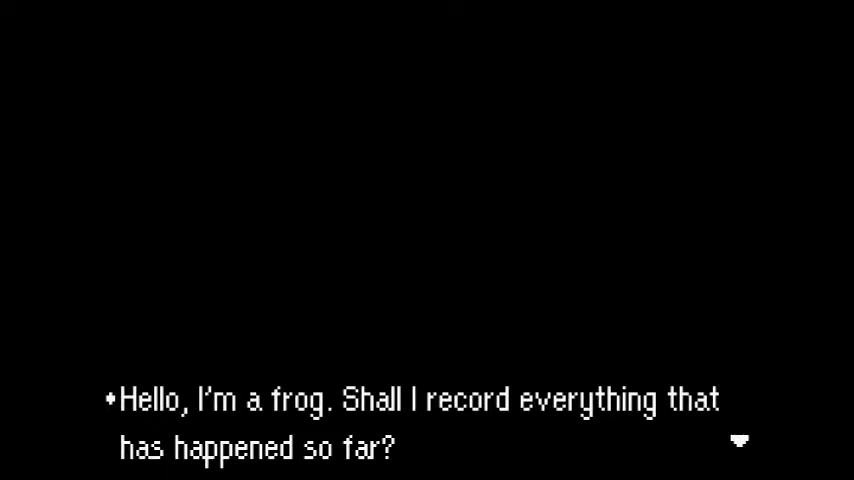 •Hello, I'm a frog. Shall I record everything that
has happened so far?